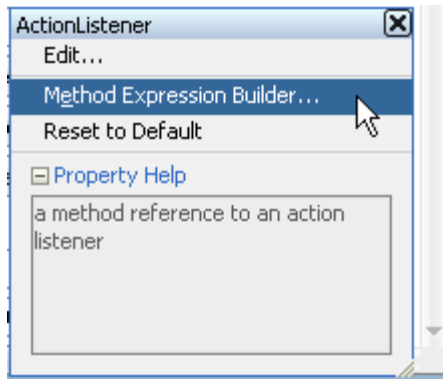 ActionListener
Edit...
Method Expression Builder...
Reset to Default
Property Help
a method reference to an action
listener